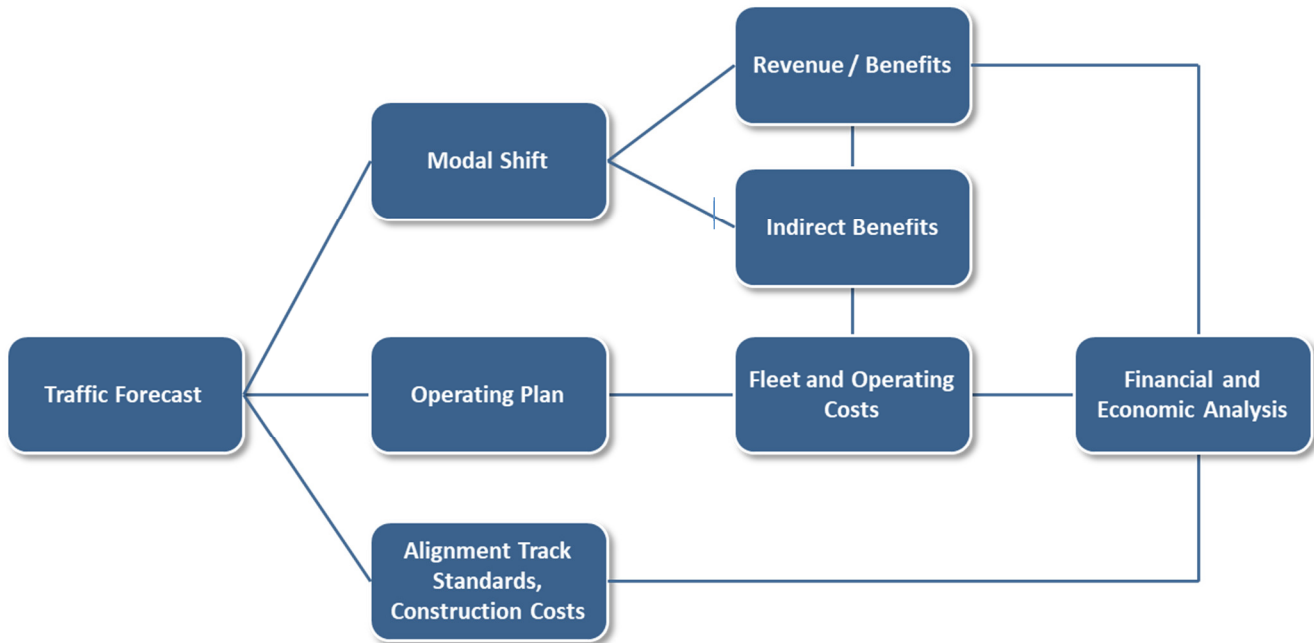 Revenue / Benefits
Modal Shift
Indirect Benefits
Traffic Forecast
Operating Plan
Fleet and Operating
Costs
Financial and
Economic Analysis
Alignment Track
Standards,
Construction Costs